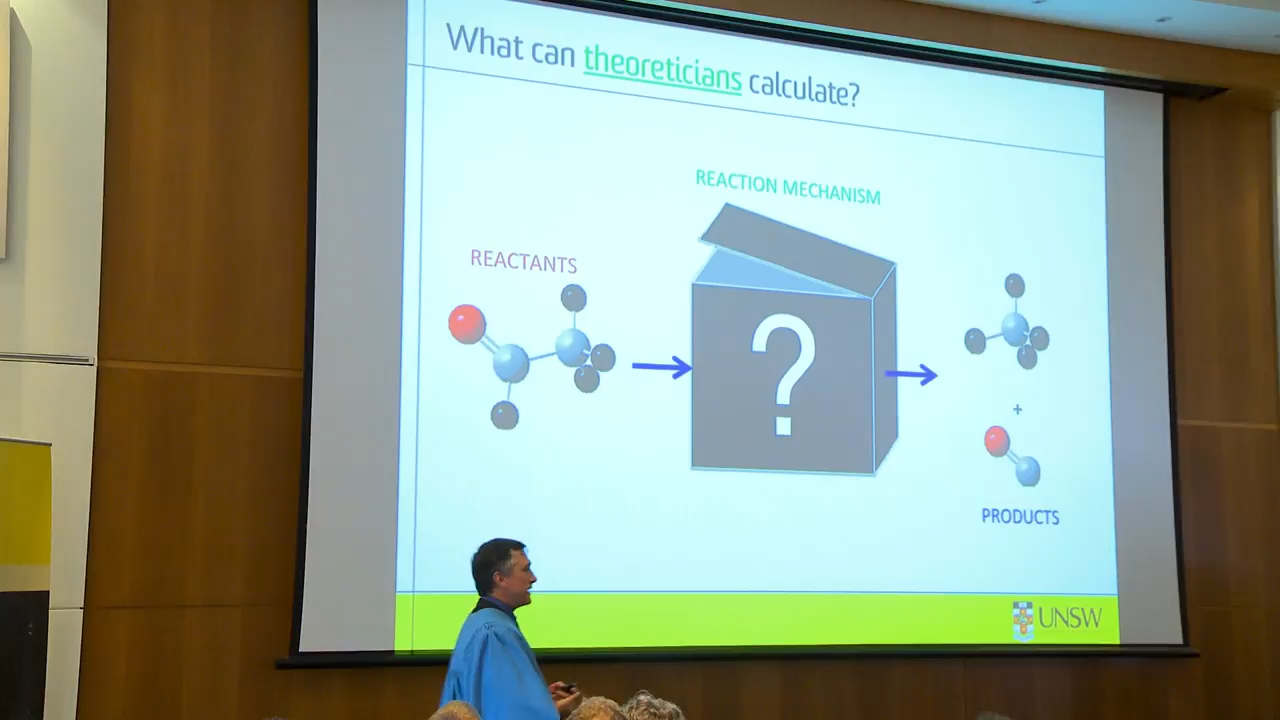 What can theoreticians calculate?
REACTION MECHANISM
REACTANTS
?
+
PRODUCTS
UNSW